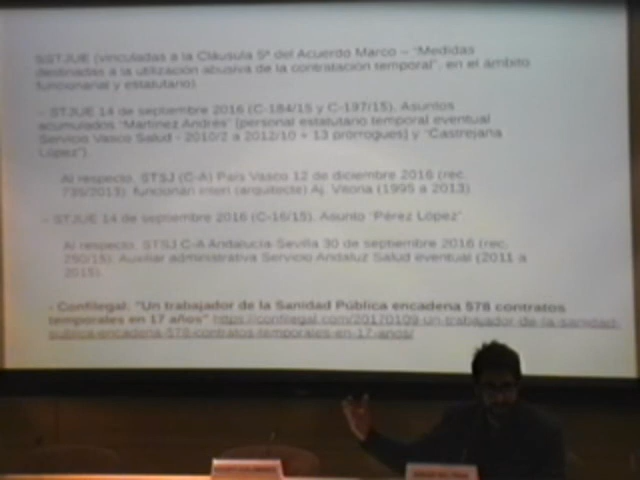 SSTJUE (vinculadas a la Cláusula 5ª del Acuerdo Marco – "Medidas
destinadas a la utilización abusiva de la contratación temporal", en el ámbito
funcionarial y estatutario)
– STJUE 14 de septiembre 2016 (C-184/15 y C-197/15), Asuntos
acumulados "Martínez Andrés" [personal estatutario temporal eventual
Servicio Vasco Salud - 2010/2 a 2012/10 + 13 prórrogues] y "Castrejana
López").
Al respecto, STSJ (C-A) País Vasco 12 de diciembre 2016 (rec.
735/2013): funcionari interí (arquitecte) Aj. Vitoria (1995 a 2013)
– STJUE 14 de septiembre 2016 (C-16/15), Asunto "Pérez López".
Al respecto, STSJ C-A Andalucía-Sevilla 30 de septiembre 2016 (rec.
250/15): Auxiliar administrativa Servicio Andaluz Salud eventual (2011 a
2015).
- Confilegal: "Un trabajador de la Sanidad Pública encadena 578 contratos
temporales en 17 años" https://confilegal.com/20170109-un-trabajador-de-la-sanidad-
publica-encadena-578-contratos-temporales-en-17-anos/